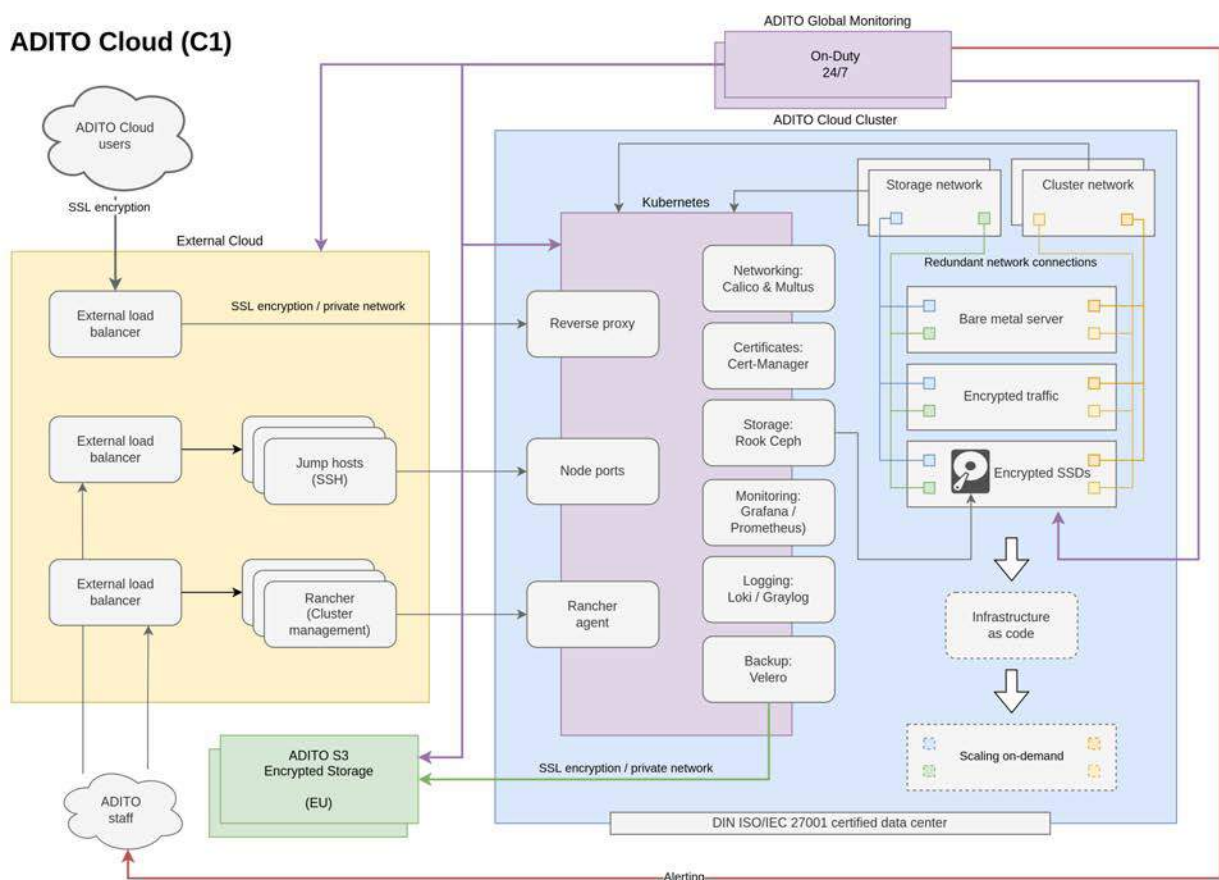 ADITO Cloud (C1)
ADITO Global Monitoring
On-Duty
24/7
ADITO Cloud
users
SSL encryption
External Cloud
External load
balancer
SSL encryption / private network
External load
balancer
Jump hosts
(SSH)
External load
balancer
Rancher
(Cluster
management)
ADITO S3
Encrypted Storage
(EU)
ADITO
staff
ADITO Cloud Cluster
Kubernetes
Reverse proxy
Node ports
Rancher
agent
Networking:
Calico & Multus
Certificates:
Cert-Manager
Storage:
Rook Ceph
Monitoring:
Grafana /
Prometheus)
Logging:
Loki / Graylog
Backup:
Velero
SSL encryption / private network
Storage network
Cluster network
Redundant network connections
Bare metal server
Encrypted traffic
Encrypted SSDs
Infrastructure
as code
Scaling on-demand
DIN ISO/IEC 27001 certified data center
Alerting